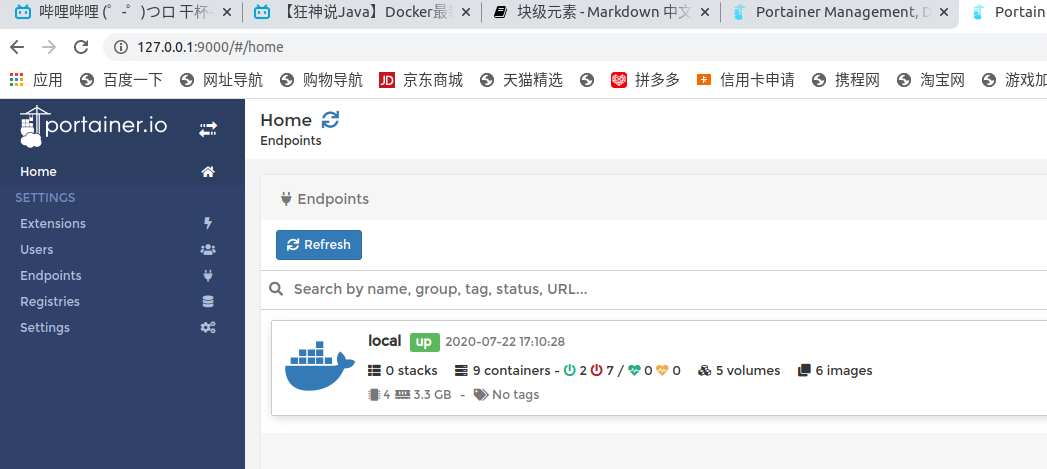 哔哩哔哩 (゜-゜)つロ 干杯-
【狂神说Java】Docker最新
块级元素 - Markdown 中文
Portainer Management, D
Portain
127.0.0.1:9000/#/home
应用 百度一下 网址导航 购物导航 京东商城 天猫精选 拼多多 信用卡申请 携程网 淘宝网 游戏加
portainer.io
Home
SETTINGS
Extensions
Users
Endpoints
Registries
Settings
Home
Endpoints
Endpoints
Refresh
Search by name, group, tag, status, URL...
local up 2020-07-22 17:10:28
0 stacks 9 containers - 2 7 / 0 0 5 volumes 6 images
4 3.3 GB - No tags